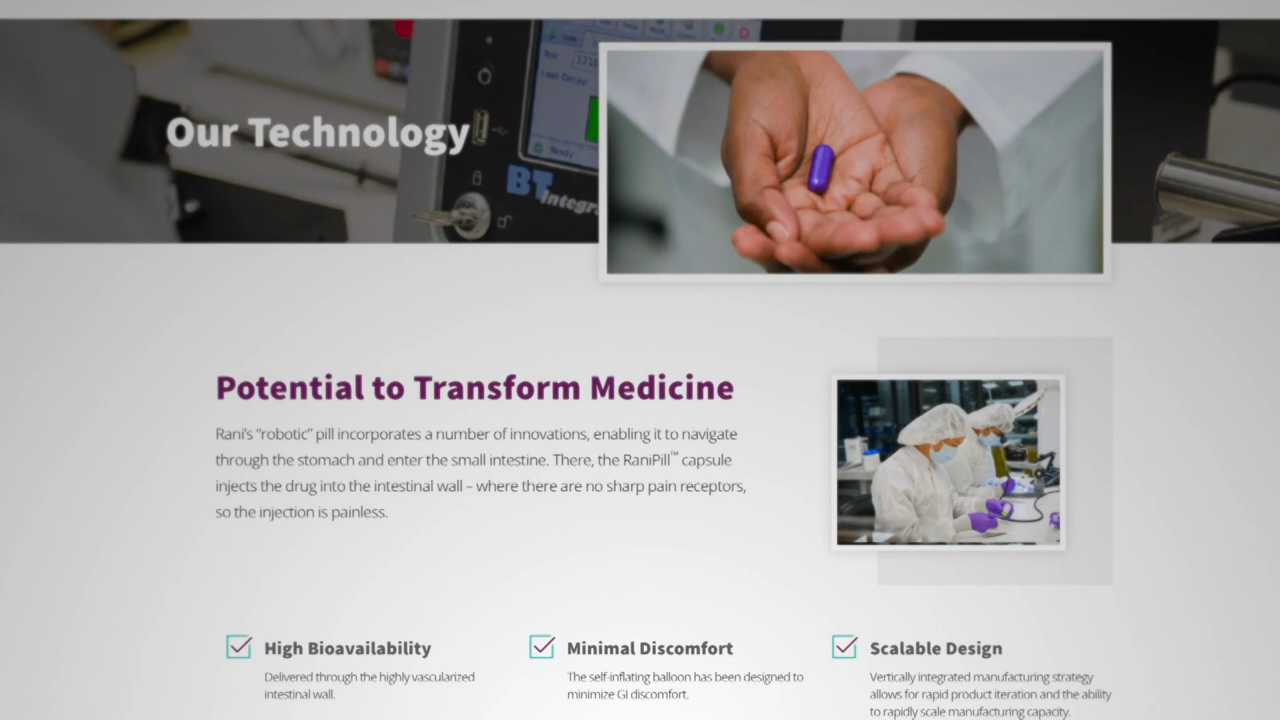 Our Technology
BT
Integra
Ready
Potential to Transform Medicine
Rani’s “robotic” pill incorporates a number of innovations, enabling it to navigate
through the stomach and enter the small intestine. There, the RaniPill™ capsule
injects the drug into the intestinal wall – where there are no sharp pain receptors,
so the injection is painless.
High Bioavailability
Delivered through the highly vascularized
intestinal wall.
Minimal Discomfort
The self-inflating balloon has been designed to
minimize GI discomfort.
Scalable Design
Vertically integrated manufacturing strategy
allows for rapid product iteration and the ability
to rapidly scale manufacturing capacity.